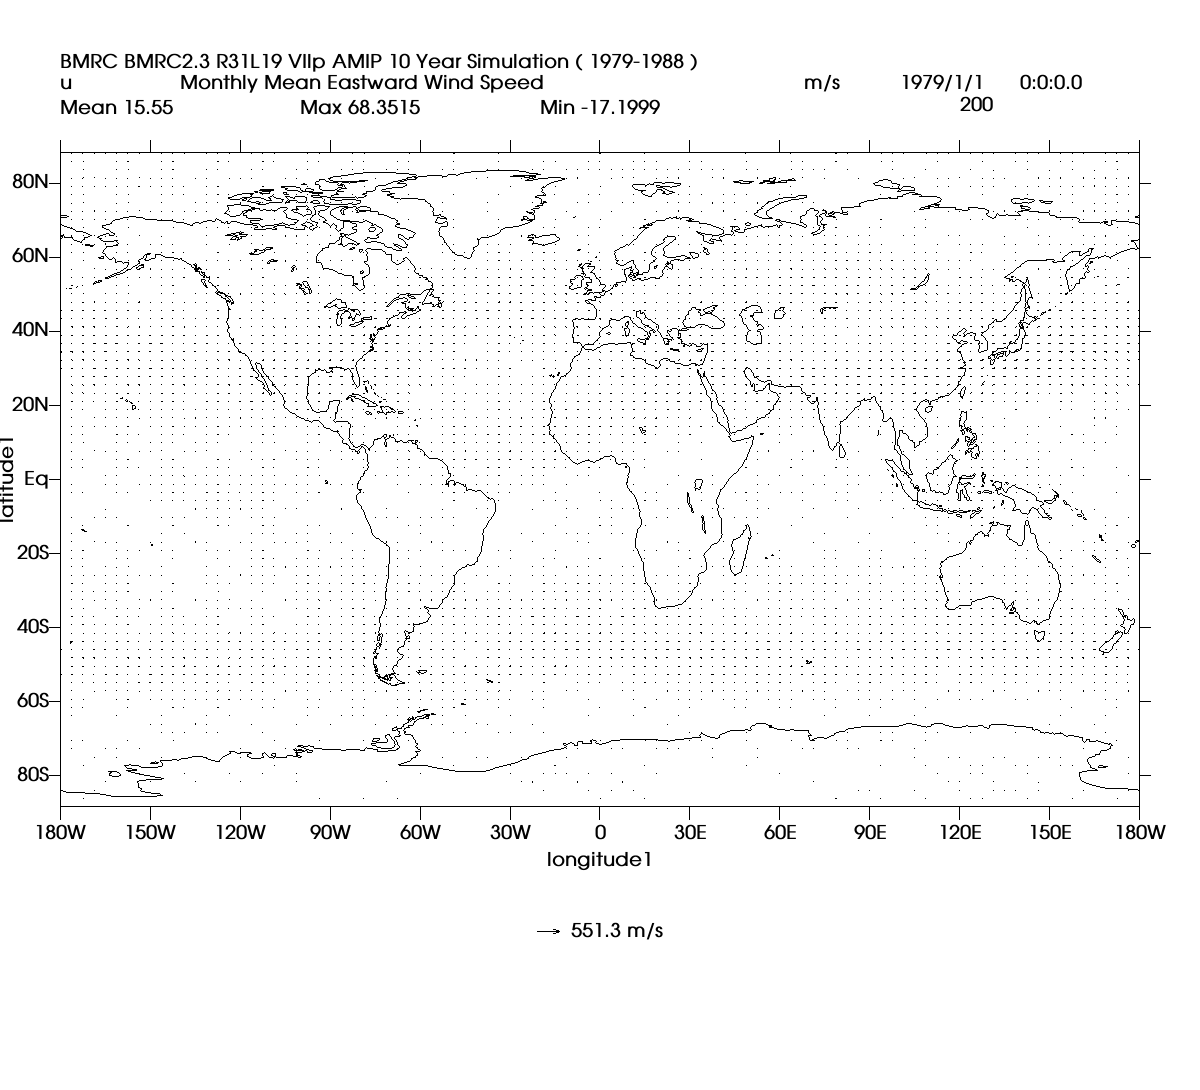 BMRC BMRC2.3 R31L19 VIIp AMIP 10 Year Simulation ( 1979-1988 )
u Monthly Mean Eastward Wind Speed m/s 1979/1/1 0:0:0.0
Mean 15.55 Max 68.3515 Min -17.1999 200
80N
60N
40N
20N
Eq
20S
40S
60S
80S
latitude1
180W 150W 120W 90W 60W 30W 0 30E 60E 90E 120E 150E 180W
longitude1
551.3 m/s